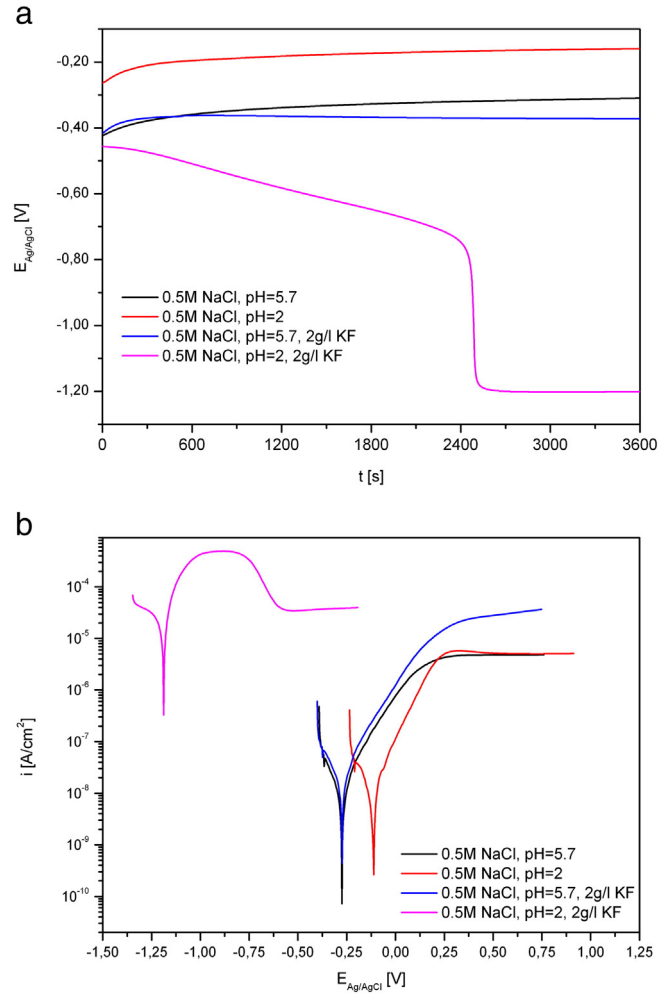 a
-0,20
-0,40
-0,60
-0,80
-1,00
-1,20
E Ag/AgCl [V]
0.5M NaCl, pH=5.7
0.5M NaCl, pH=2
0.5M NaCl, pH=5.7, 2g/l KF
0.5M NaCl, pH=2, 2g/l KF
0 600 1200 1800 2400 3000 3600
t [s]
b
10⁻⁴
10⁻⁵
10⁻⁶
10⁻⁷
10⁻⁸
10⁻⁹
10⁻¹⁰
i [A/cm²]
0.5M NaCl, pH=5.7
0.5M NaCl, pH=2
0.5M NaCl, pH=5.7, 2g/l KF
0.5M NaCl, pH=2, 2g/l KF
-1,50 -1,25 -1,00 -0,75 -0,50 -0,25 0,00 0,25 0,50 0,75 1,00 1,25
E Ag/AgCl [V]